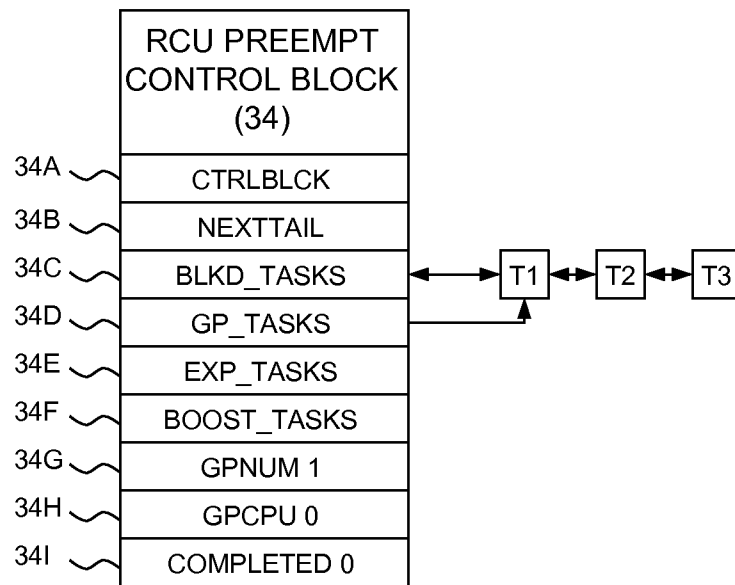 RCU PREEMPT
CONTROL BLOCK
(34)
34A CTRLBLCK
34B NEXTTAIL
34C BLKD_TASKS T1 T2 T3
34D GP_TASKS
34E EXP_TASKS
34F BOOST_TASKS
34G GPNUM 1
34H GPCPU 0
34I COMPLETED 0